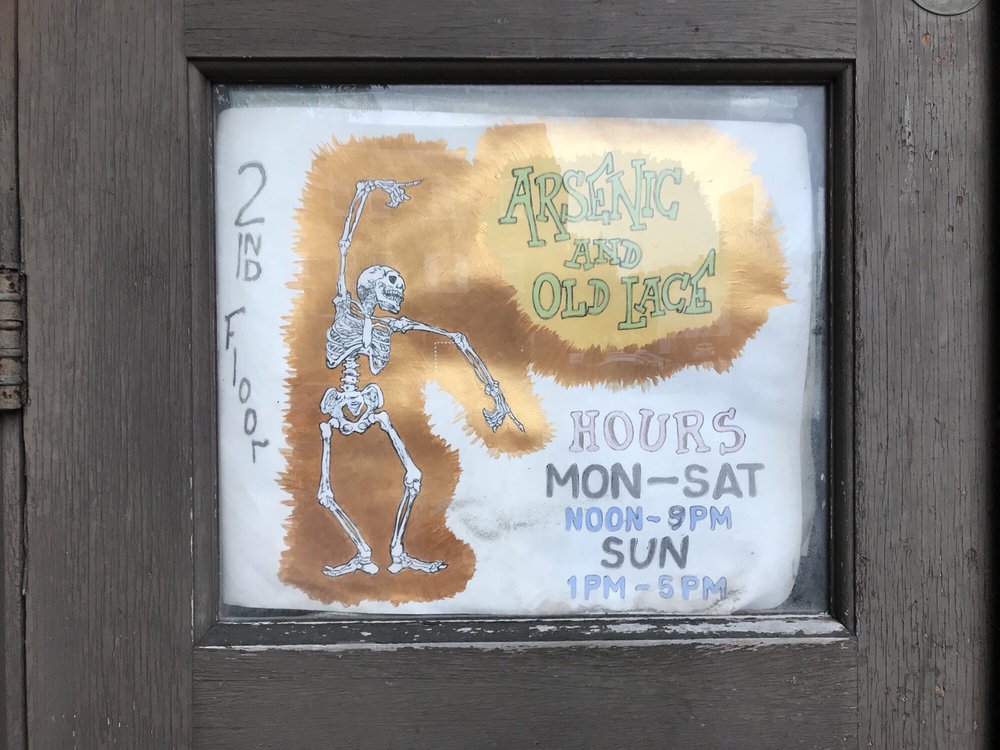 2ND Floor
ARSENIC
AND
OLD LACE
HOURS
MON-SAT
NOON-9PM
SUN
1PM-5PM